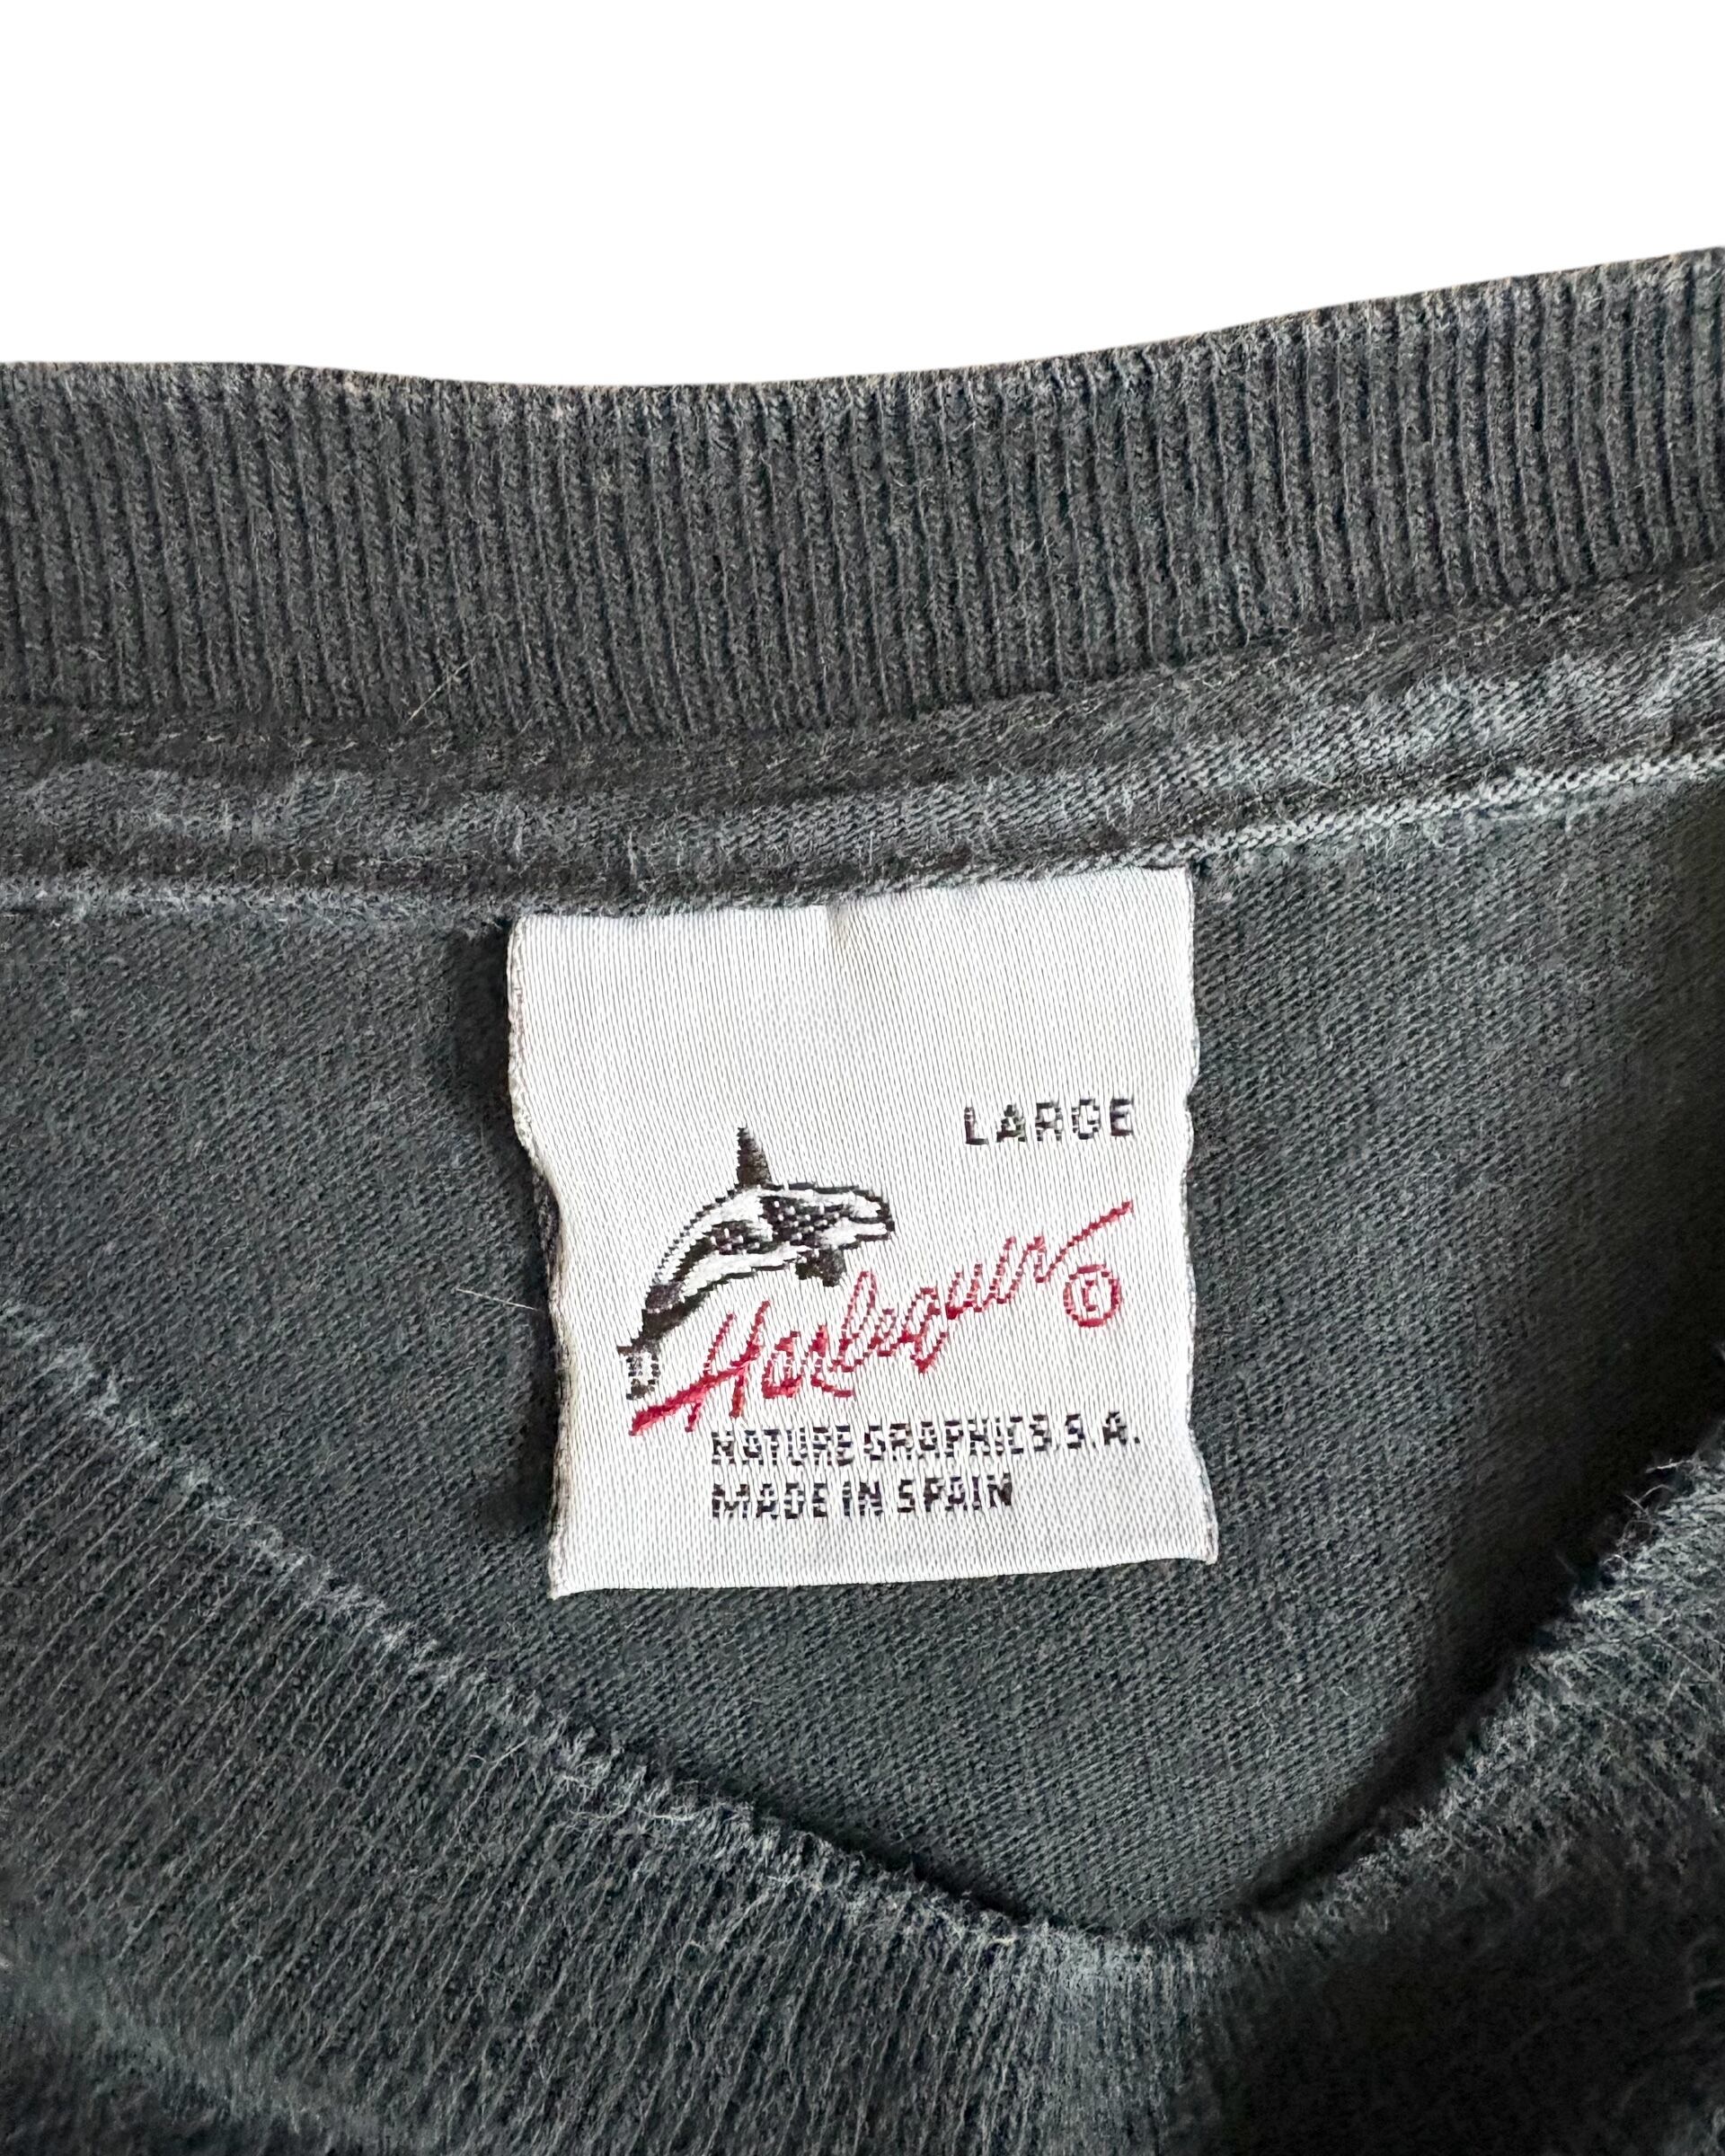 LARGE
Harlequin ©
NATURE GRAPHICS S.A.
MADE IN SPAIN